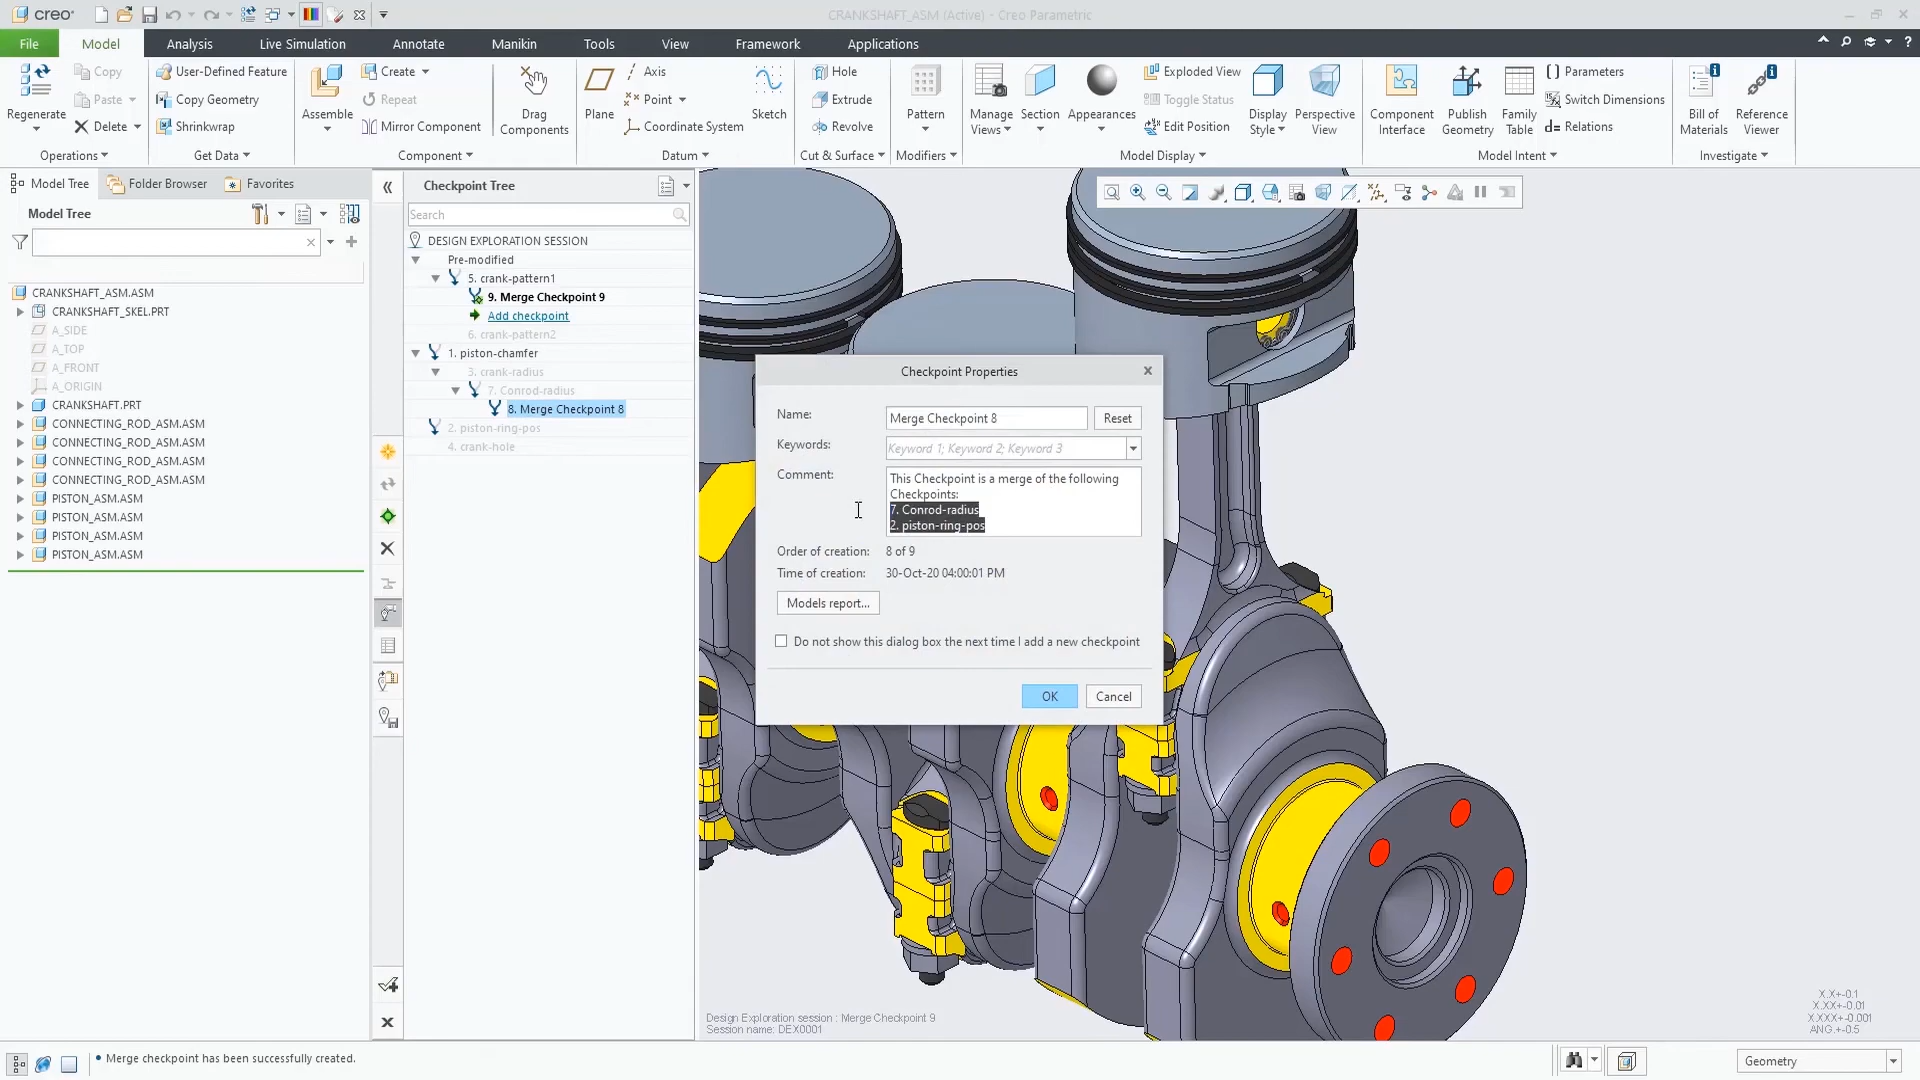 creo
CRANKSHAFT_ASM (Active) - Creo Parametric
File
Model
Analysis
Live Simulation
Annotate
Manikin
Tools
View
Framework
Applications
Regenerate
Copy
Paste
Delete
Operations
User-Defined Feature
Copy Geometry
Shrinkwrap
Get Data
Assemble
Create
Repeat
Mirror Component
Component
Drag
Components
Plane
Axis
Point
Coordinate System
Sketch
Datum
Hole
Extrude
Revolve
Cut & Surface
Pattern
Modifiers
Manage
Views
Section
Appearances
Exploded View
Toggle Status
Edit Position
Display
Style
Perspective
View
Model Display
Component
Interface
Publish
Geometry
Family
Table
Parameters
Switch Dimensions
Relations
Model Intent
Bill of
Materials
Reference
Viewer
Investigate
Model Tree
Folder Browser
Favorites
Model Tree
CRANKSHAFT_ASM.ASM
CRANKSHAFT_SKEL.PRT
A_SIDE
A_TOP
A_FRONT
A_ORIGIN
CRANKSHAFT.PRT
CONNECTING_ROD_ASM.ASM
CONNECTING_ROD_ASM.ASM
CONNECTING_ROD_ASM.ASM
CONNECTING_ROD_ASM.ASM
PISTON_ASM.ASM
PISTON_ASM.ASM
PISTON_ASM.ASM
PISTON_ASM.ASM
Checkpoint Tree
Search
DESIGN EXPLORATION SESSION
Pre-modified
5. crank-pattern1
9. Merge Checkpoint 9
Add checkpoint
6. crank-pattern2
1. piston-chamfer
3. crank-radius
7. Conrod-radius
8. Merge Checkpoint 8
2. piston-ring-pos
4. crank-hole
Checkpoint Properties
Name:
Merge Checkpoint 8
Reset
Keywords:
Keyword 1; Keyword 2; Keyword 3
Comment:
This Checkpoint is a merge of the following
Checkpoints:
7. Conrod-radius
2. piston-ring-pos
Order of creation: 8 of 9
Time of creation: 30-Oct-20 04:00:01 PM
Models report...
Do not show this dialog box the next time I add a new checkpoint
OK
Cancel
Design Exploration session : Merge Checkpoint 9
Session name: DEX0001
X.X+-0.1
X.XX+-0.01
X.XXX+-0.001
ANG.+-0.5
• Merge checkpoint has been successfully created.
Geometry